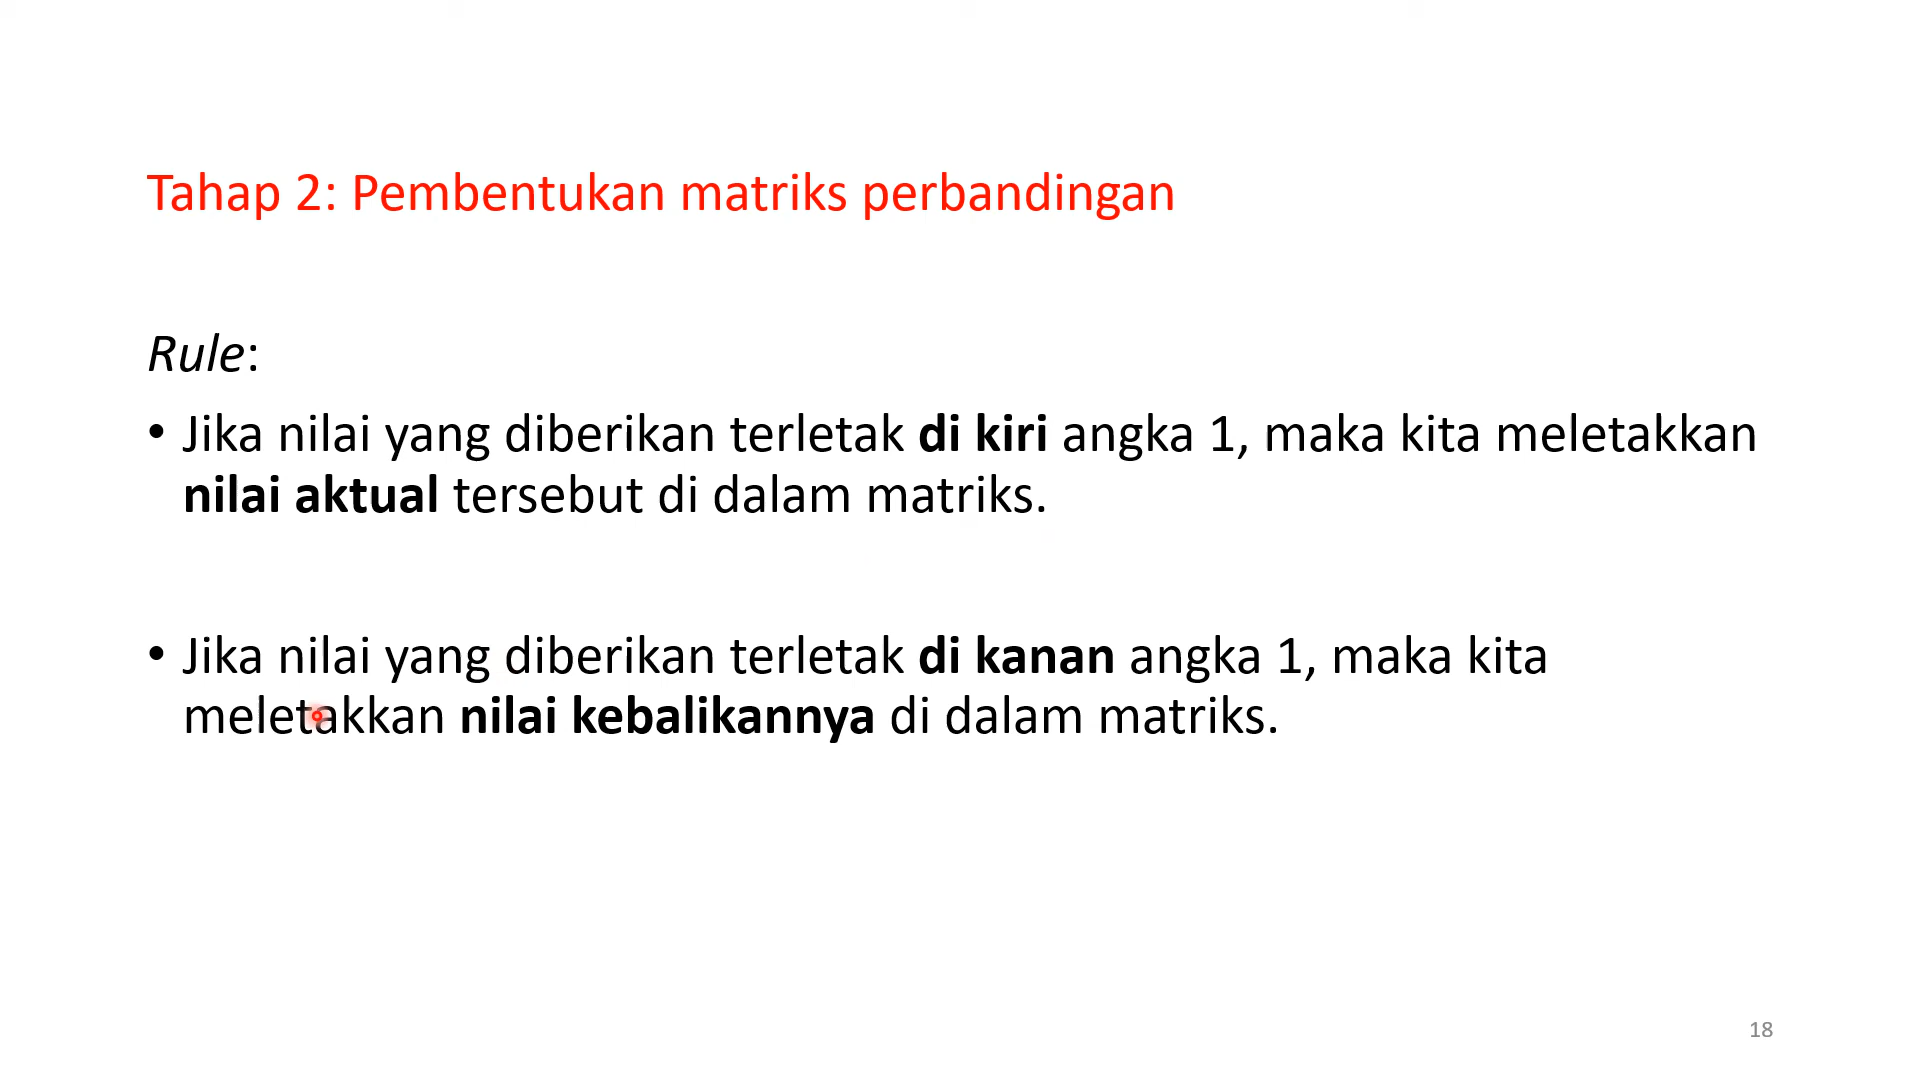 Tahap 2: Pembentukan matriks perbandingan
Rule:
• Jika nilai yang diberikan terletak di kiri angka 1, maka kita meletakkan
nilai aktual tersebut di dalam matriks.
• Jika nilai yang diberikan terletak di kanan angka 1, maka kita
meletakkan nilai kebalikannya di dalam matriks.
18